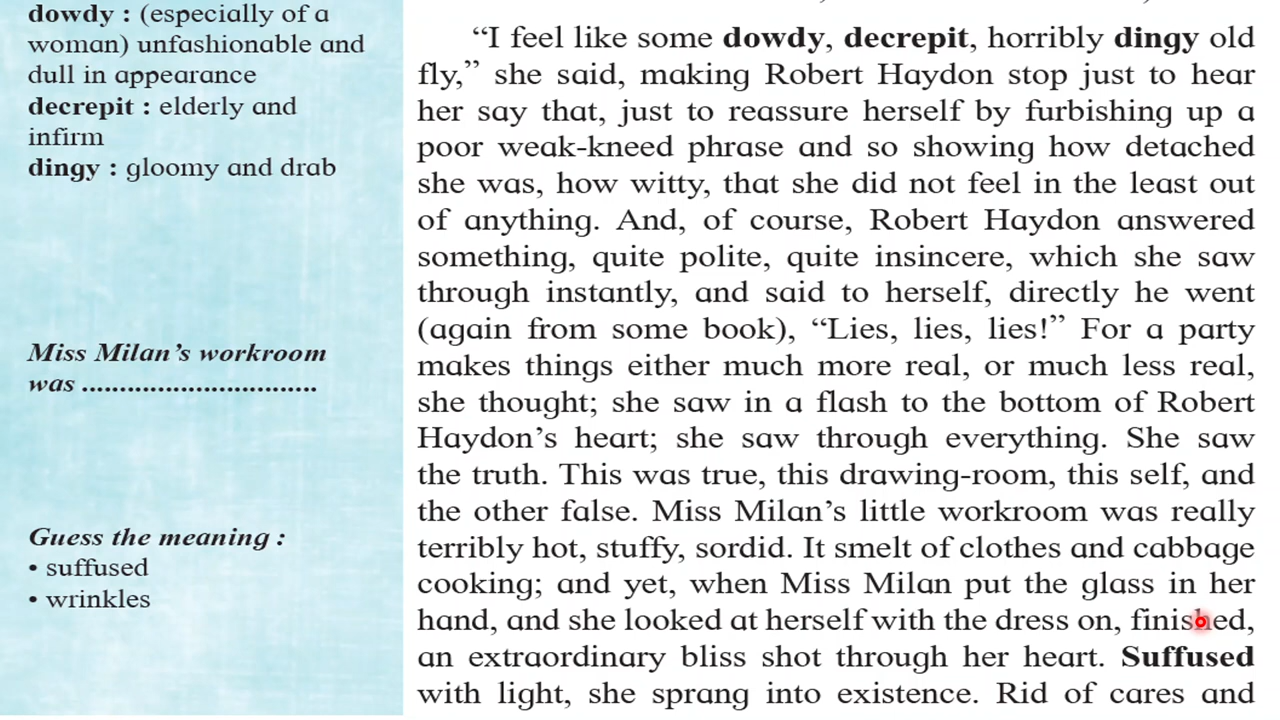 dowdy : (especially of a
woman) unfashionable and
dull in appearance
decrepit : elderly and
infirm
dingy : gloomy and drab
Miss Milan's workroom
was ...............................
Guess the meaning :
• suffused
• wrinkles
“I feel like some dowdy, decrepit, horribly dingy old
fly,” she said, making Robert Haydon stop just to hear
her say that, just to reassure herself by furbishing up a
poor weak-kneed phrase and so showing how detached
she was, how witty, that she did not feel in the least out
of anything. And, of course, Robert Haydon answered
something, quite polite, quite insincere, which she saw
through instantly, and said to herself, directly he went
(again from some book), “Lies, lies, lies!” For a party
makes things either much more real, or much less real,
she thought; she saw in a flash to the bottom of Robert
Haydon’s heart; she saw through everything. She saw
the truth. This was true, this drawing-room, this self, and
the other false. Miss Milan’s little workroom was really
terribly hot, stuffy, sordid. It smelt of clothes and cabbage
cooking; and yet, when Miss Milan put the glass in her
hand, and she looked at herself with the dress on, finished,
an extraordinary bliss shot through her heart. Suffused
with light, she sprang into existence. Rid of cares and